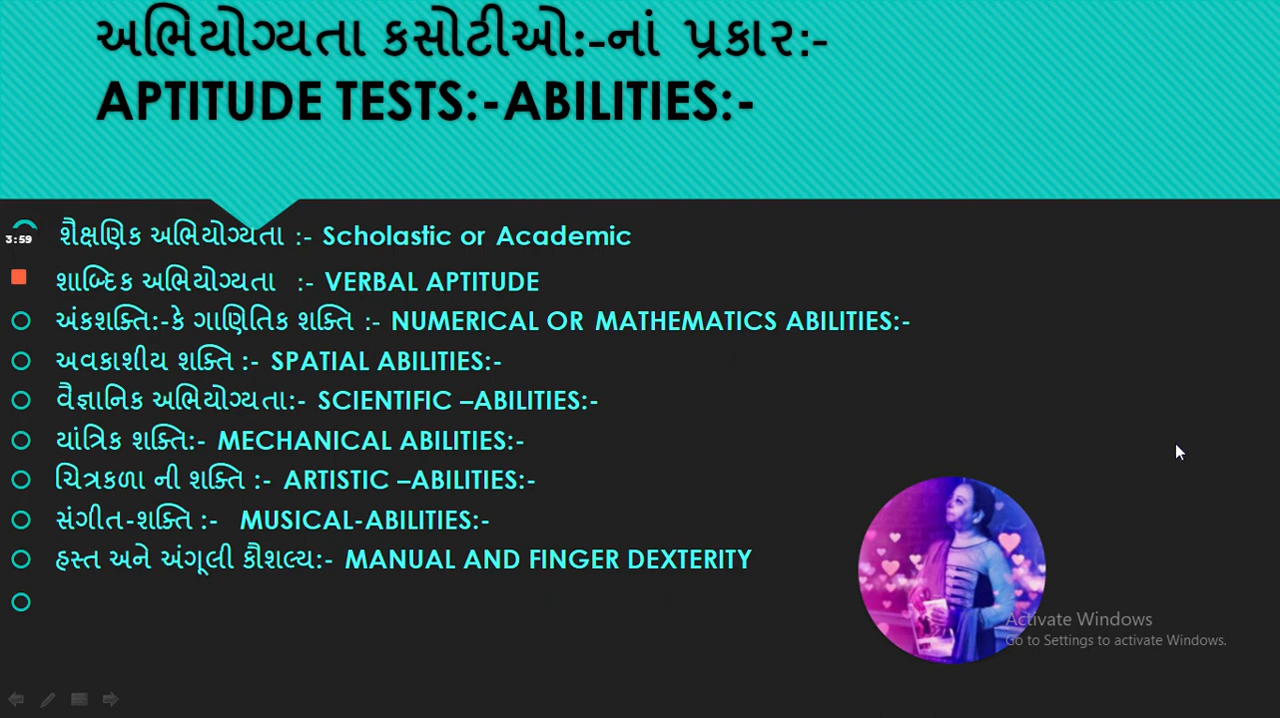 અભિયોગ્યતા કસોટીઓ:-નાં પ્રકાર:-
APTITUDE TESTS:-ABILITIES:-
શૈક્ષણિક અભિયોગ્યતા :- Scholastic or Academic
3:59
શાબ્દિક અભિયોગ્યતા :- VERBAL APTITUDE
અંકશક્તિ:-કે ગાણિતિક શક્તિ :- NUMERICAL OR MATHEMATICS ABILITIES:-
અવકાશીય શક્તિ :- SPATIAL ABILITIES:-
વૈજ્ઞાનિક અભિયોગ્યતા:- SCIENTIFIC –ABILITIES:-
યાંત્રિક શક્તિ:- MECHANICAL ABILITIES:-
ચિત્રકળા ની શક્તિ :- ARTISTIC –ABILITIES:-
સંગીત-શક્તિ :- MUSICAL-ABILITIES:-
હસ્ત અને અંગૂલી કૌશલ્ય:- MANUAL AND FINGER DEXTERITY
Activate Windows
Go to Settings to activate Windows.